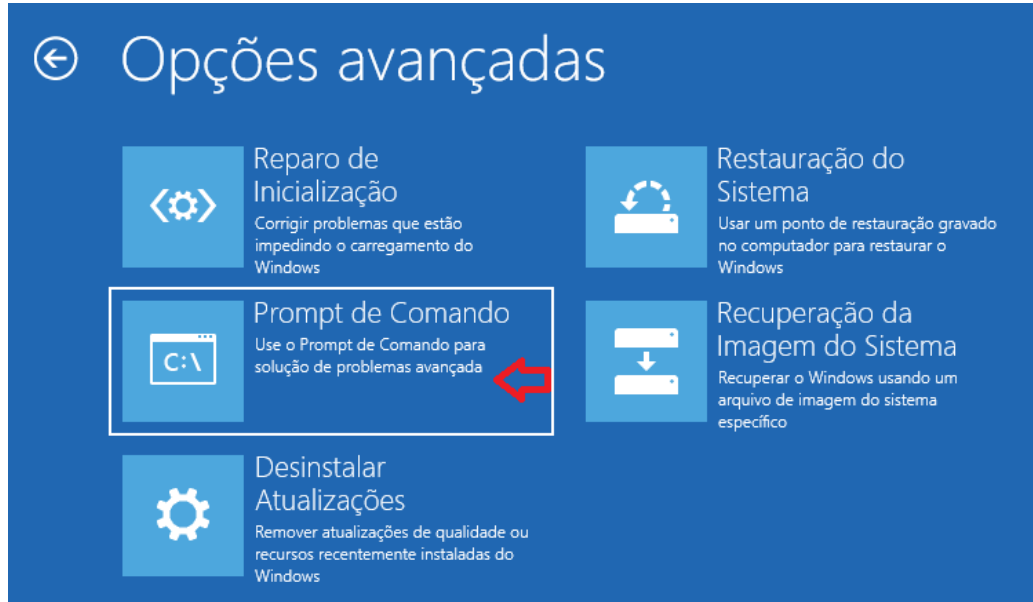 Opções avançadas
Reparo de
Inicialização
Corrigir problemas que estão
impedindo o carregamento do
Windows
Prompt de Comando
Use o Prompt de Comando para
solução de problemas avançada
C:\
Desinstalar
Atualizações
Remover atualizações de qualidade ou
recursos recentemente instaladas do
Windows
Restauração do
Sistema
Usar um ponto de restauração gravado
no computador para restaurar o
Windows
Recuperação da
Imagem do Sistema
Recuperar o Windows usando um
arquivo de imagem do sistema
específico